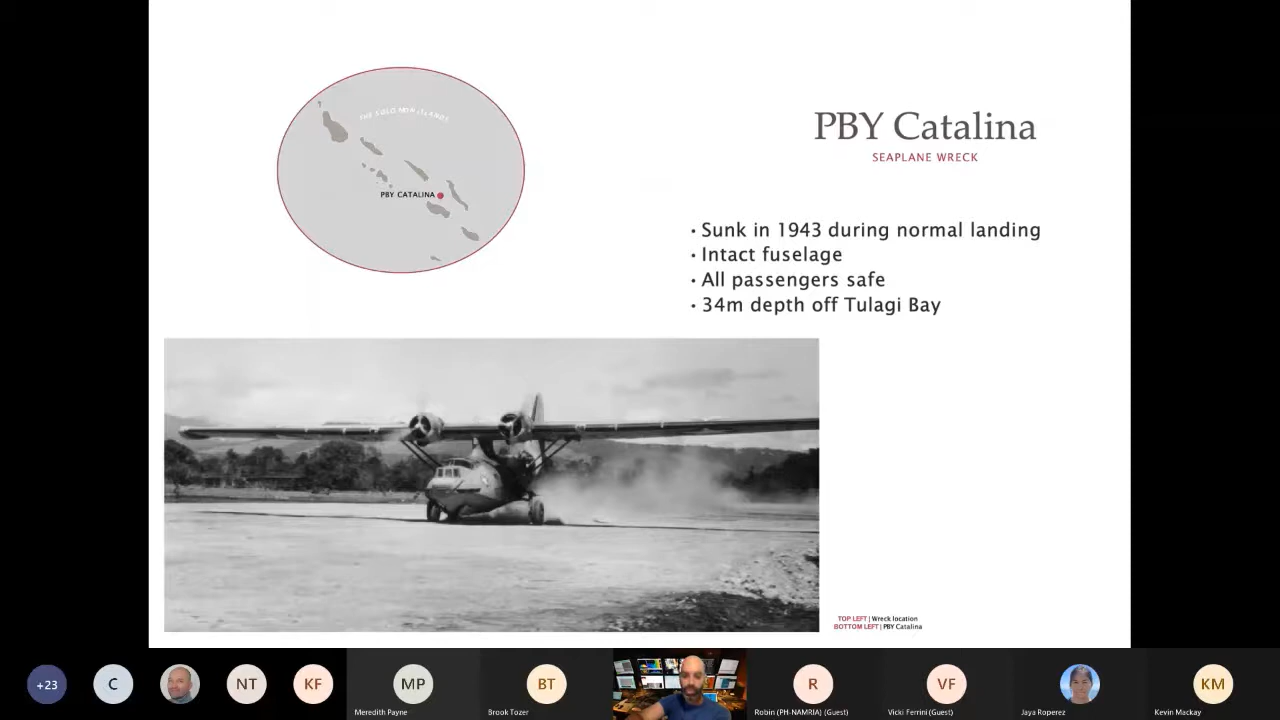 THE SOLOMON ISLANDS
PBY CATALINA
PBY Catalina
SEAPLANE WRECK
• Sunk in 1943 during normal landing
• Intact fuselage
• All passengers safe
• 34m depth off Tulagi Bay
TOP LEFT | Wreck location
BOTTOM LEFT | PBY Catalina
+23
C
NT
KF
MP
Meredith Payne
BT
Brook Tozer
R
Robin (PH-NAMRIA) (Guest)
VF
Vicki Ferrini (Guest)
Jaya Roperez
KM
Kevin Mackay